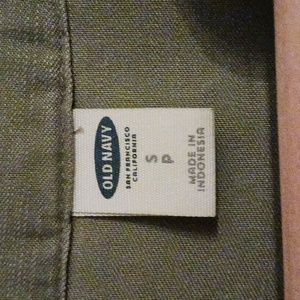 OLD NAVY
SAN FRANCISCO
CALIFORNIA
S
P
MADE IN
INDONESIA